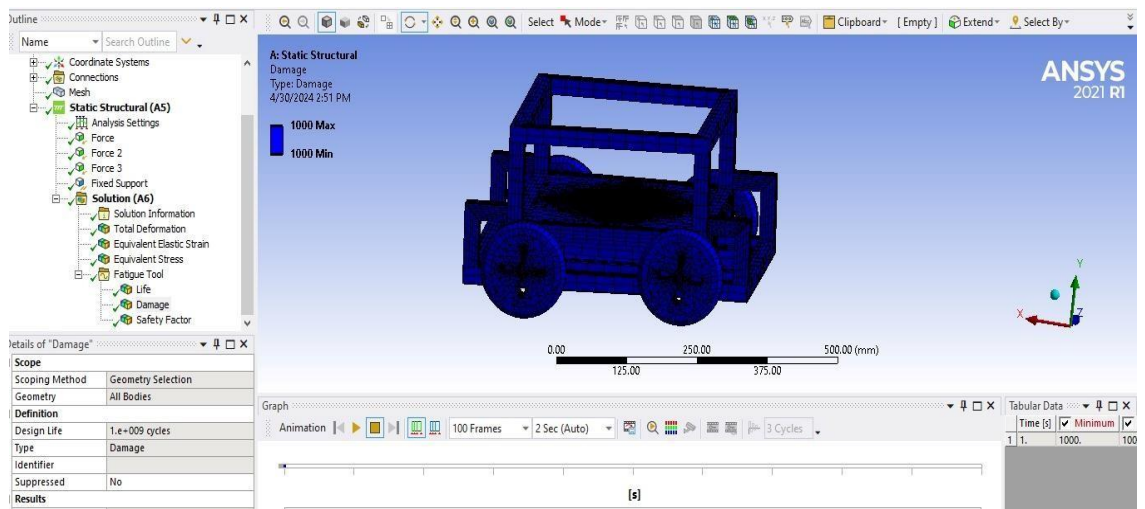 Outline
Name
Search Outline
Coordinate Systems
Connections
Mesh
Static Structural (A5)
Analysis Settings
Force
Force 2
Force 3
Fixed Support
Solution (A6)
Solution Information
Total Deformation
Equivalent Elastic Strain
Equivalent Stress
Fatigue Tool
Life
Damage
Safety Factor
Details of "Damage"
Scope
Scoping Method Geometry Selection
Geometry All Bodies
Definition
Design Life 1.e+009 cycles
Type Damage
Identifier
Suppressed No
Results
Select Mode Clipboard [ Empty ] Extend Select By
A: Static Structural
Damage
Type: Damage
4/30/2024 2:51 PM
1000 Max
1000 Min
ANSYS
2021 R1
Y
X
Z
0.00 250.00 500.00 (mm)
125.00 375.00
Graph
Animation 100 Frames 2 Sec (Auto) 3 Cycles
[s]
Tabular Data
Time [s] Minimum
1 1. 1000. 100